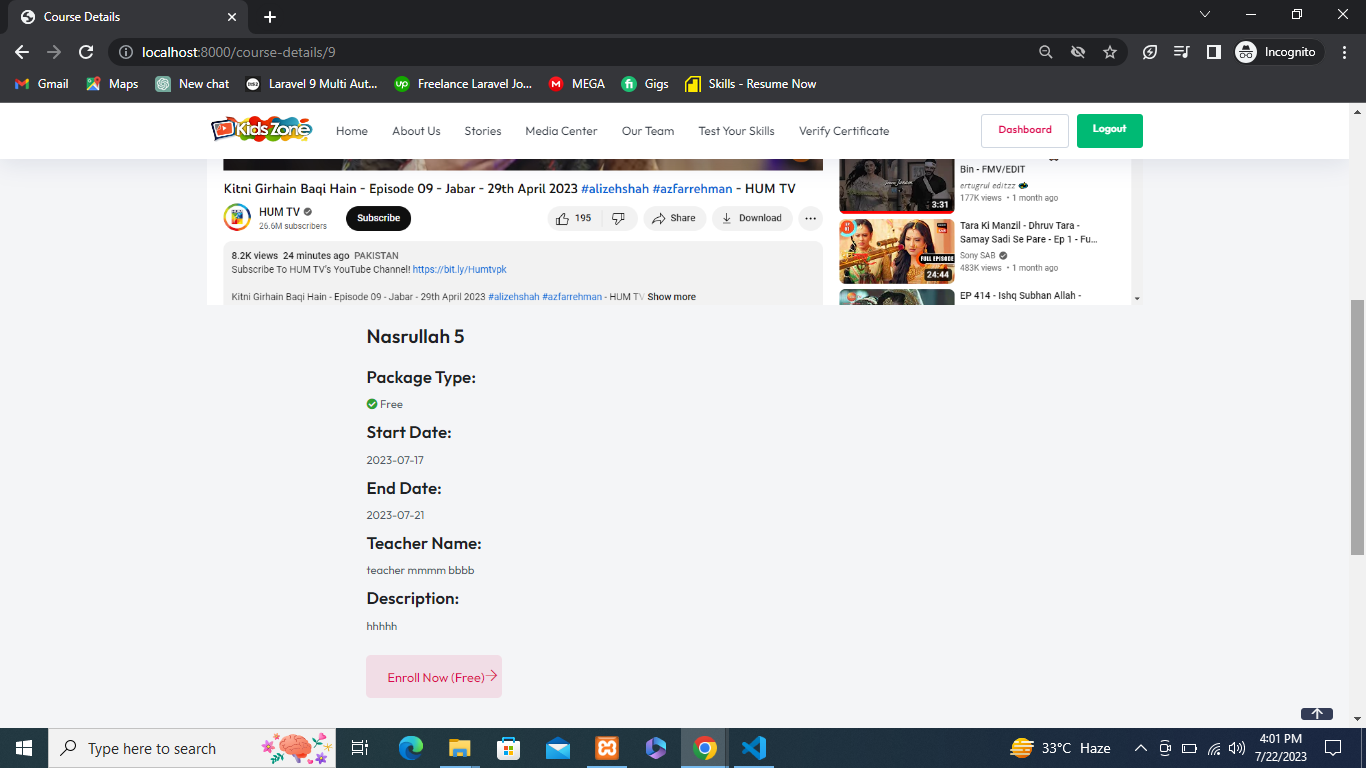 Course Details
localhost:8000/course-details/9
Incognito
Gmail
Maps
New chat
Laravel 9 Multi Aut...
Freelance Laravel Jo...
MEGA
Gigs
Skills - Resume Now
Kids Zone
Home
About Us
Stories
Media Center
Our Team
Test Your Skills
Verify Certificate
Dashboard
Logout
Kitni Girhain Baqi Hain - Episode 09 - Jabar - 29th April 2023 #alizehshah #azfarrehman - HUM TV
HUM TV
26.6M subscribers
Subscribe
195
Share
Download
8.2K views 24 minutes ago PAKISTAN
Subscribe To HUM TV's YouTube Channel! https://bit.ly/Humtvpk
Kitni Girhain Baqi Hain - Episode 09 - Jabar - 29th April 2023 #alizehshah #azfarrehman - HUM TV Show more
3:31
Bin - FMV/EDIT
ertugrul editzz
177K views • 1 month ago
FULL EPISODE
24:44
Tara Ki Manzil - Dhruv Tara -
Samay Sadi Se Pare - Ep 1 - Fu...
Sony SAB
483K views • 1 month ago
EP 414 - Ishq Subhan Allah -
Nasrullah 5
Package Type:
Free
Start Date:
2023-07-17
End Date:
2023-07-21
Teacher Name:
teacher mmmm bbbb
Description:
hhhhh
Enroll Now (Free)
Type here to search
33°C Haze
4:01 PM
7/22/2023